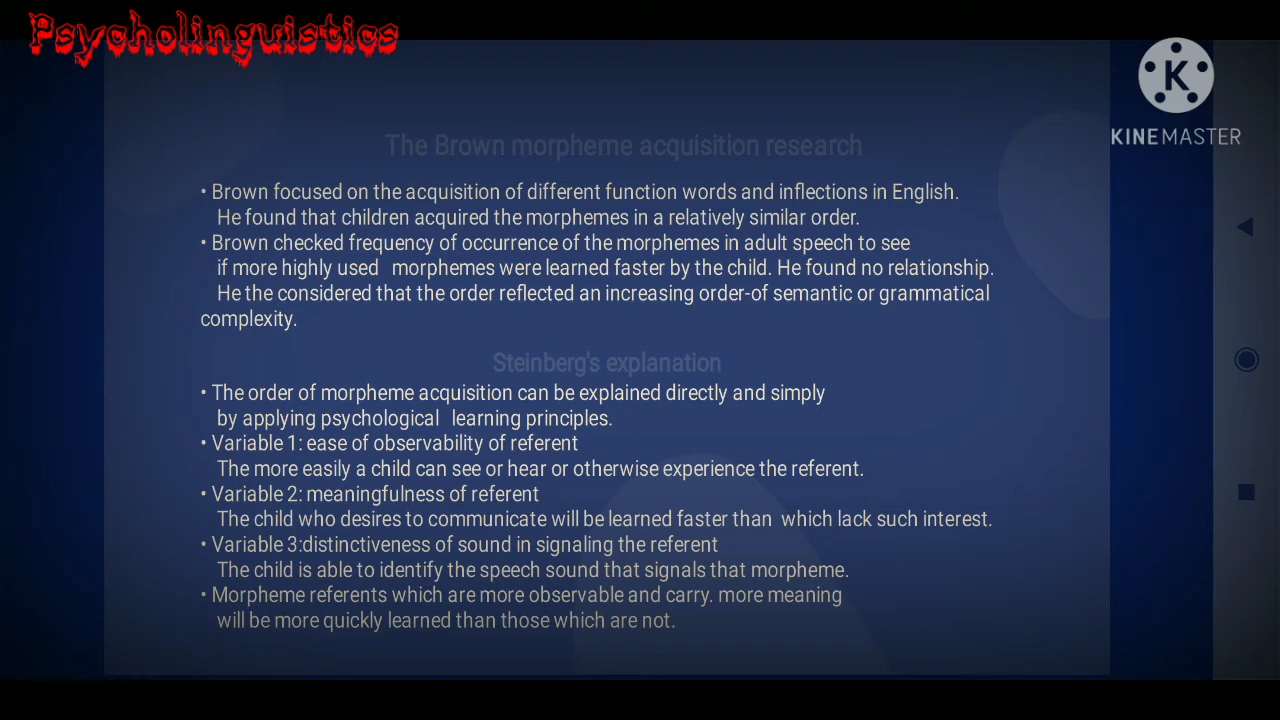 Psycholinguistics
KINEMASTER
The Brown morpheme acquisition research
• Brown focused on the acquisition of different function words and inflections in English.
He found that children acquired the morphemes in a relatively similar order.
• Brown checked frequency of occurrence of the morphemes in adult speech to see
if more highly used morphemes were learned faster by the child. He found no relationship.
He the considered that the order reflected an increasing order-of semantic or grammatical
complexity.
Steinberg's explanation
• The order of morpheme acquisition can be explained directly and simply
by applying psychological learning principles.
• Variable 1: ease of observability of referent
The more easily a child can see or hear or otherwise experience the referent.
• Variable 2: meaningfulness of referent
The child who desires to communicate will be learned faster than which lack such interest.
• Variable 3:distinctiveness of sound in signaling the referent
The child is able to identify the speech sound that signals that morpheme.
• Morpheme referents which are more observable and carry. more meaning
will be more quickly learned than those which are not.